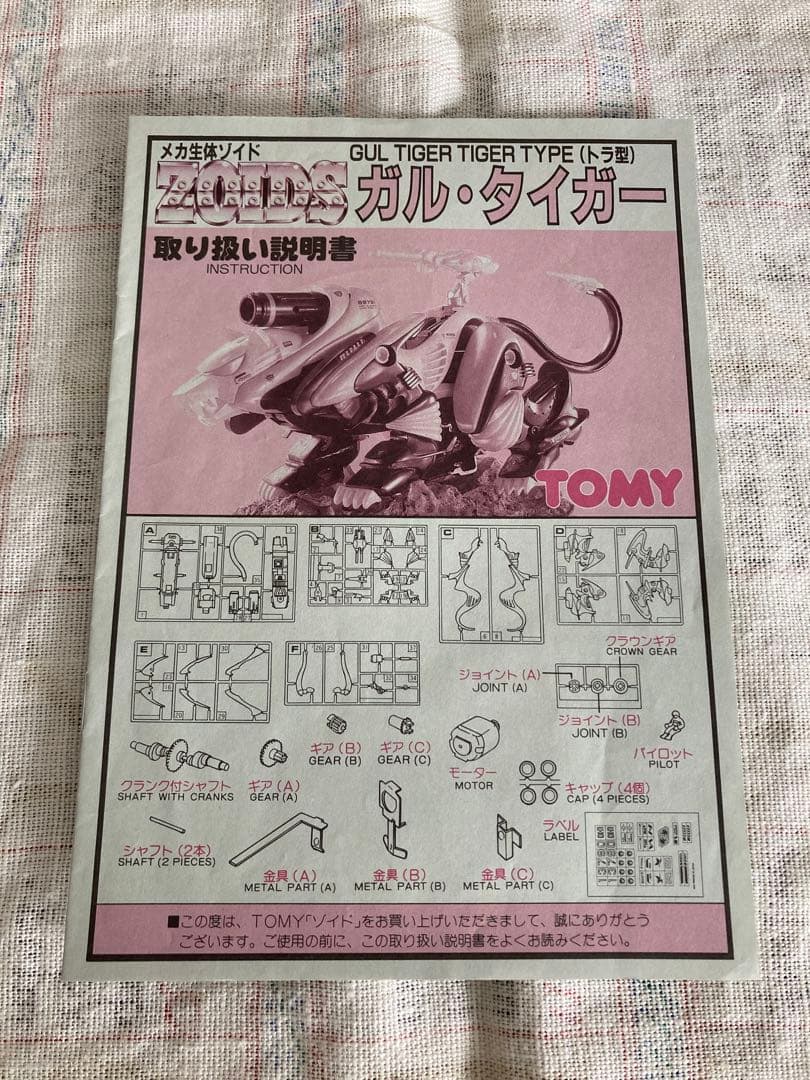 メカ生体ゾイド
GUL TIGER TIGER TYPE (トラ型)
ZOIDS ガル・タイガー
取り扱い説明書
INSTRUCTION
TOMY
A
B
C
D
E
F
クラウンギア
CROWN GEAR
ジョイント(A)
JOINT (A)
ジョイント(B)
JOINT (B)
パイロット
PILOT
クランク付シャフト
SHAFT WITH CRANKS
ギア(A)
GEAR (A)
ギア(B)
GEAR (B)
ギア(C)
GEAR (C)
モーター
MOTOR
キャップ(4個)
CAP (4 PIECES)
シャフト(2本)
SHAFT (2 PIECES)
金具(A)
METAL PART (A)
金具(B)
METAL PART (B)
金具(C)
METAL PART (C)
ラベル
LABEL
■この度は、TOMY「ゾイド」をお買い上げいただきまして、誠にありがとう
ございます。ご使用の前に、この取り扱い説明書をよくお読みください。